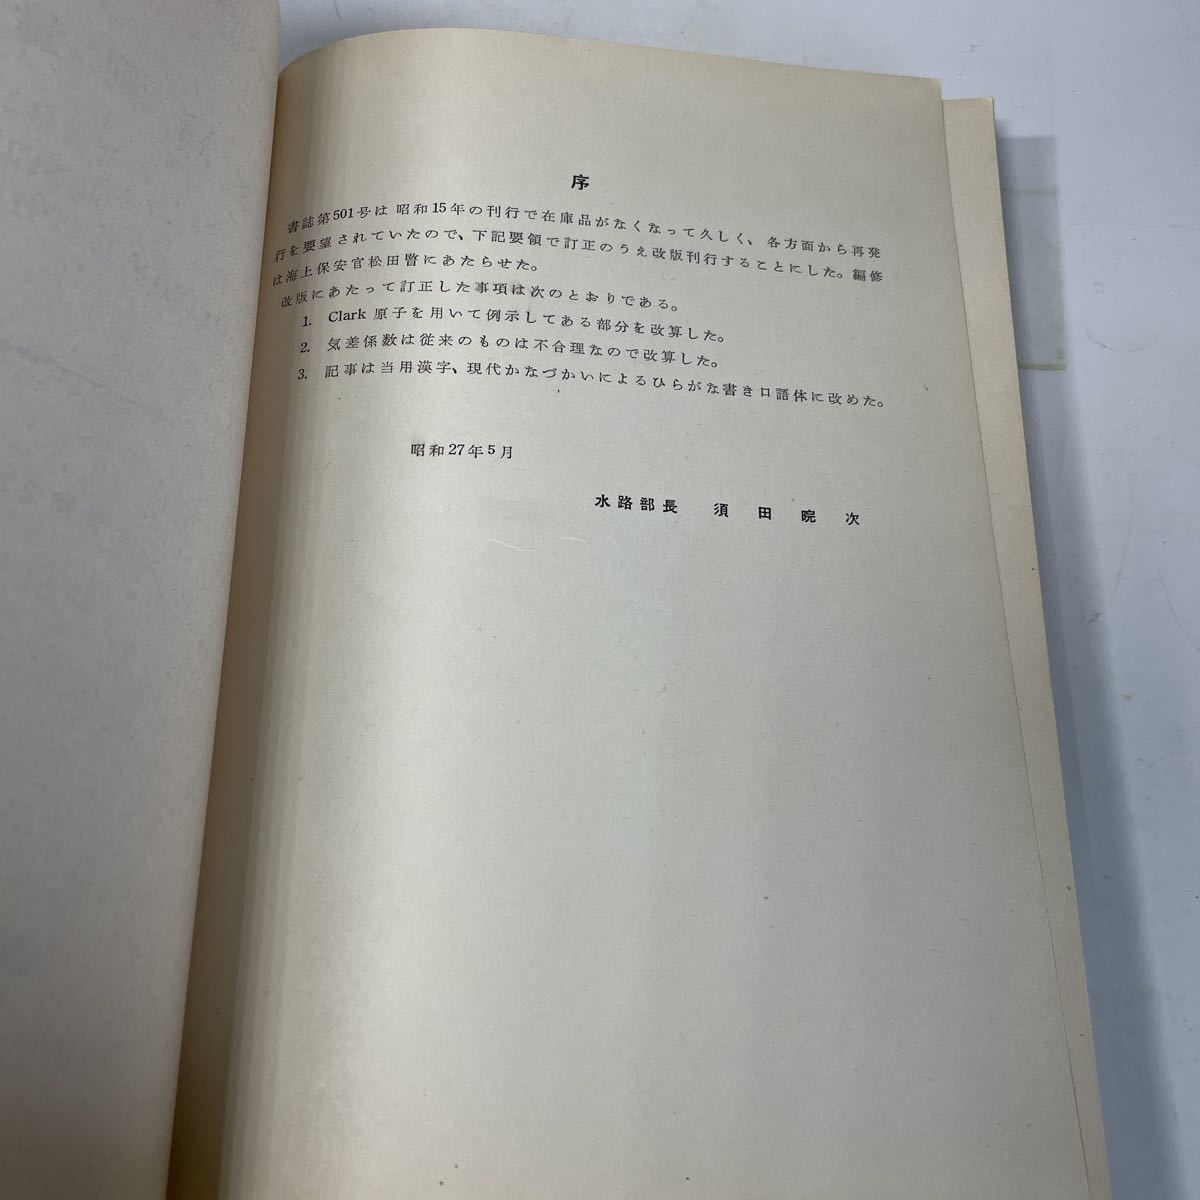 序
書誌第501号は 昭和15年の刊行で在庫品がなくなって久しく、各方面から再発
行を要望されていたので、下記要領で訂正のうえ改版刊行することにした。編修
は海上保安官松田晵にあたらせた。
改版にあたって訂正した事項は次のとおりである。
1. Clark 原子を用いて例示してある部分を改算した。
2. 気差係数は従来のものは不合理なので改算した。
3. 記事は当用漢字、現代かなづかいによるひらがな書き口語体に改めた。
昭和27年5月
水路部長 須田晥次